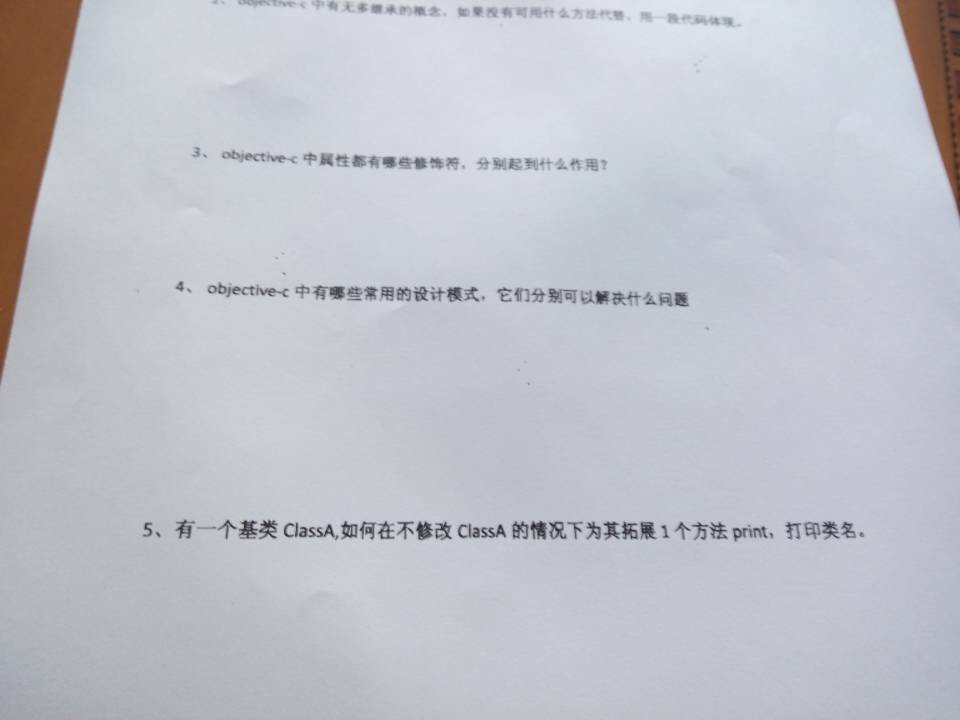 2、 objective-c 中有无多继承的概念，如果没有可用什么方法代替，用一段代码体现。
3、 objective-c 中属性都有哪些修饰符，分别起到什么作用?
4、 objective-c 中有哪些常用的设计模式，它们分别可以解决什么问题
5、有一个基类 ClassA,如何在不修改 ClassA 的情况下为其拓展 1 个方法 print，打印类名。